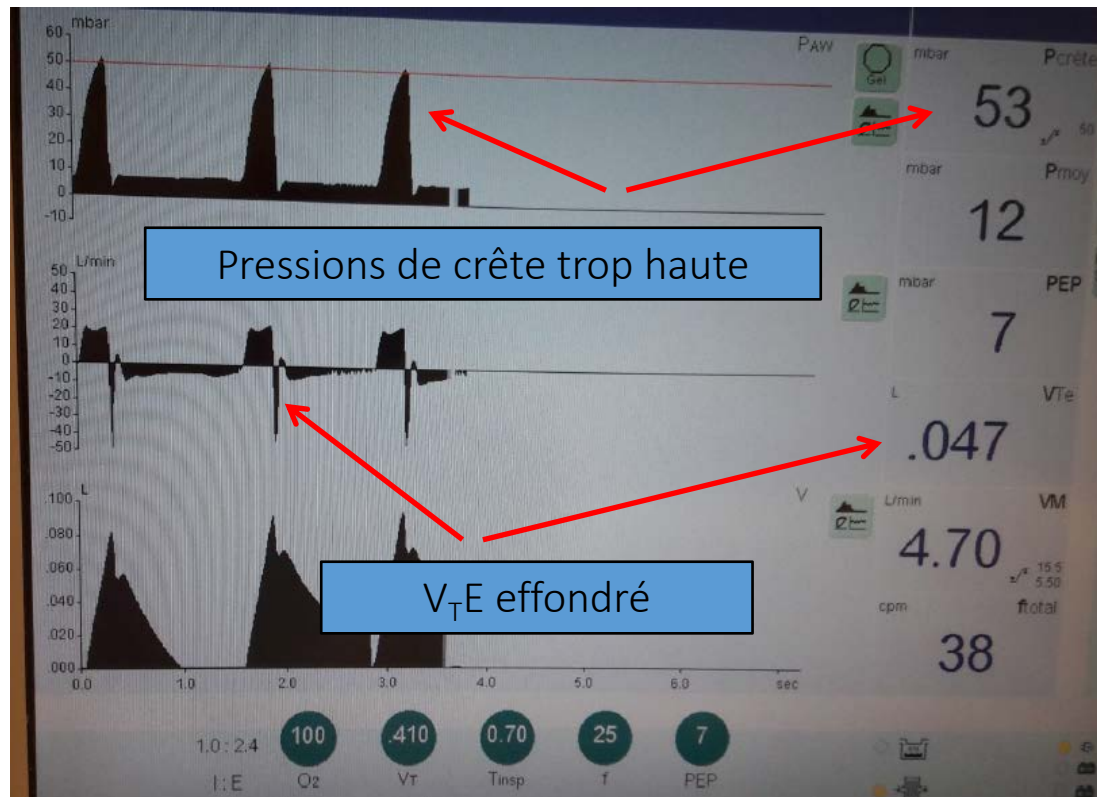 mbar
PAW
60
50
40
30
20
10
0
-10
L/min
50
40
30
20
10
0
-10
-20
-30
-40
-50
L
V
.100
.080
.060
.040
.020
.000
0.0 1.0 2.0 3.0 4.0 5.0 6.0 sec
Pressions de crête trop haute
VTE effondré
Gel
mbar Pcrête
53
50
mbar Pmoy
12
mbar PEP
7
L VTe
.047
L/min VM
4.70
15.5
5.50
cpm ftotal
38
1.0 : 2.4 100 .410 0.70 25 7
I : E O2 VT Tinsp f PEP